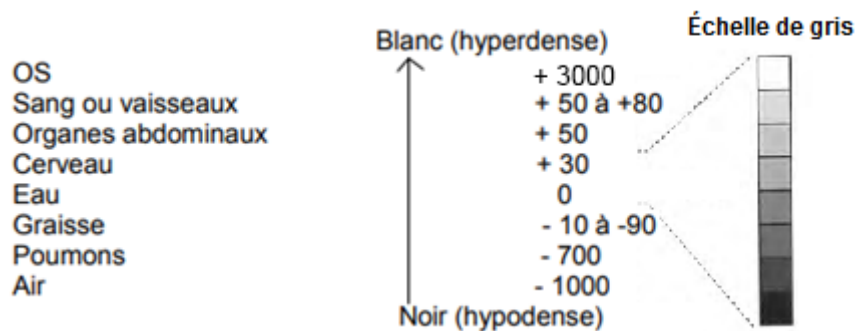 Échelle de gris
Blanc (hyperdense)
OS + 3000
Sang ou vaisseaux + 50 à +80
Organes abdominaux + 50
Cerveau + 30
Eau 0
Graisse - 10 à -90
Poumons - 700
Air - 1000
Noir (hypodense)